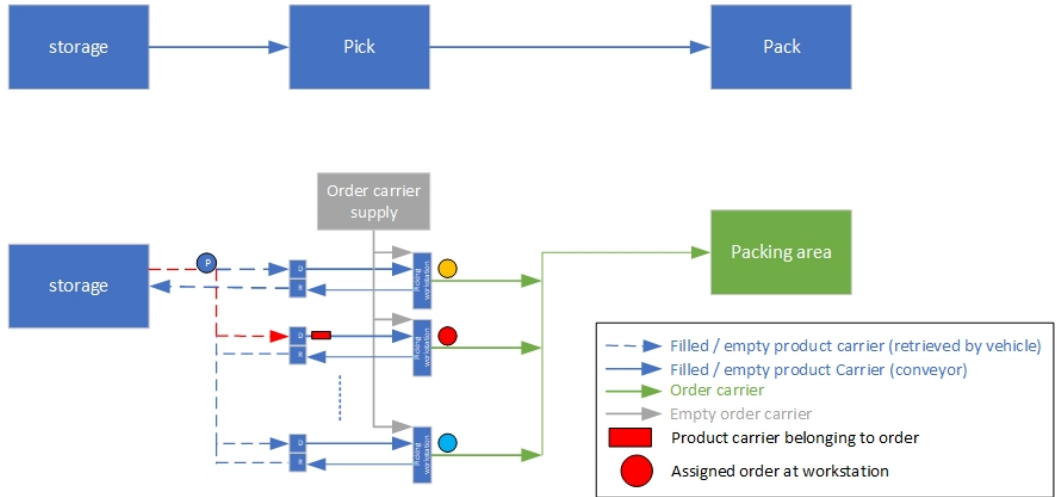 storage
Pick
Pack
Order carrier
supply
storage
P
D
R
Picking
workstation
D
R
Picking
workstation
D
R
Picking
workstation
Packing area
Filled / empty product carrier (retrieved by vehicle)
Filled / empty product Carrier (conveyor)
Order carrier
Empty order carrier
Product carrier belonging to order
Assigned order at workstation